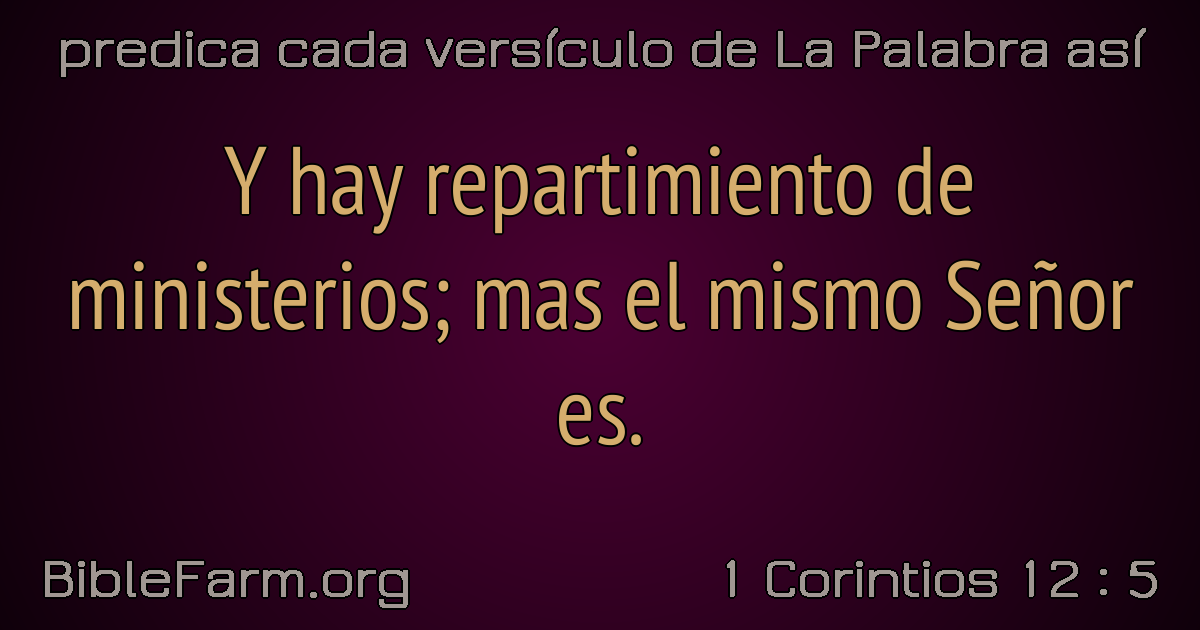 predica cada versículo de La Palabra así
Y hay repartimiento de
ministerios; mas el mismo Señor
es.
BibleFarm.org
1 Corintios 12 : 5